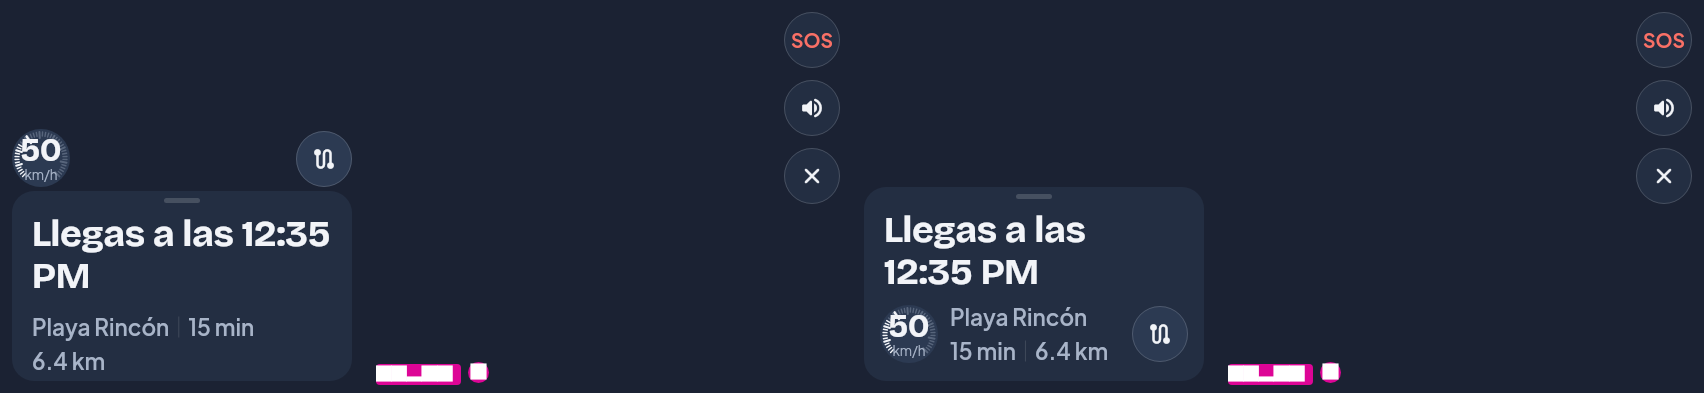 SOS
50
km/h
Llegas a las 12:35
PM
Playa Rincón | 15 min
6.4 km
SOS
Llegas a las
12:35 PM
50
km/h
Playa Rincón
15 min | 6.4 km